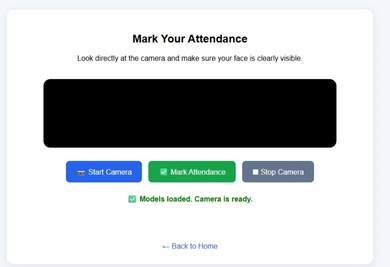 Mark Your Attendance
Look directly at the camera and make sure your face is clearly visible.
Start Camera
Mark Attendance
Stop Camera
Models loaded. Camera is ready.
← Back to Home